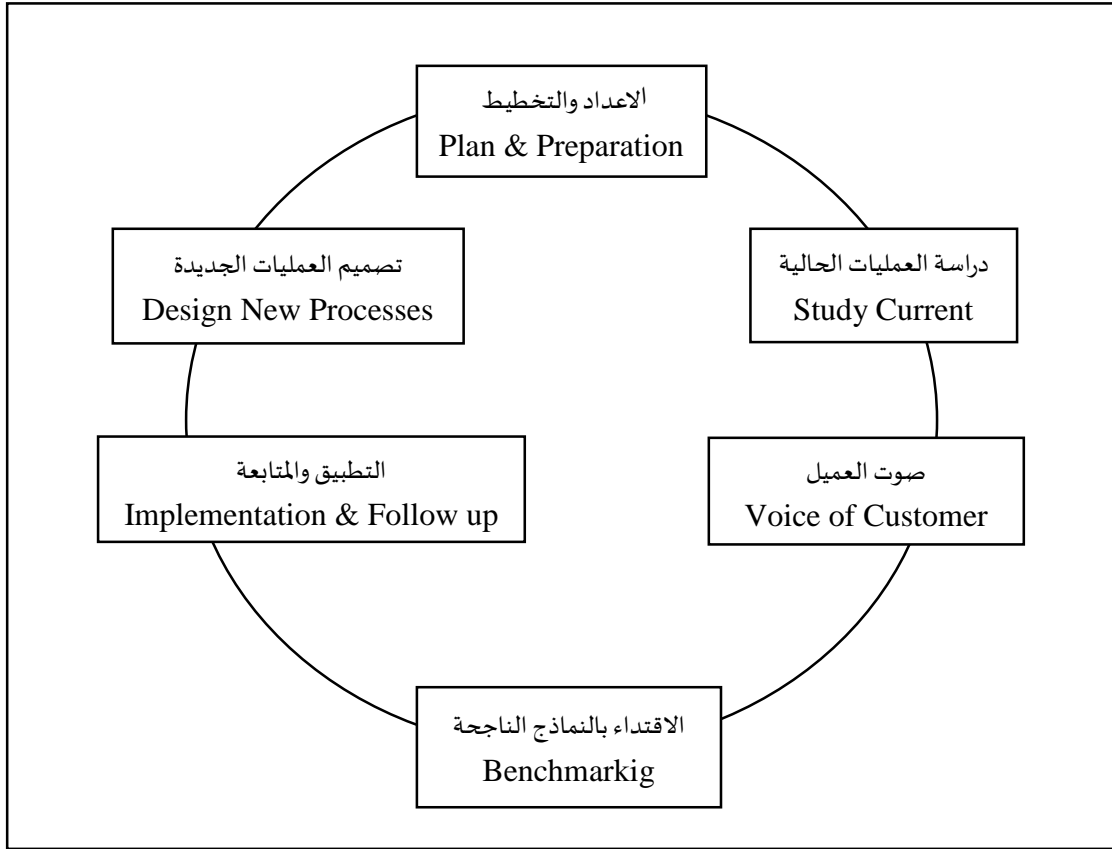 الاعداد والتخطيط
Plan & Preparation
تصميم العمليات الجديدة
Design New Processes
دراسة العمليات الحالية
Study Current
التطبيق والمتابعة
Implementation & Follow up
صوت العميل
Voice of Customer
الاقتداء بالنماذج الناجحة
Benchmarkig